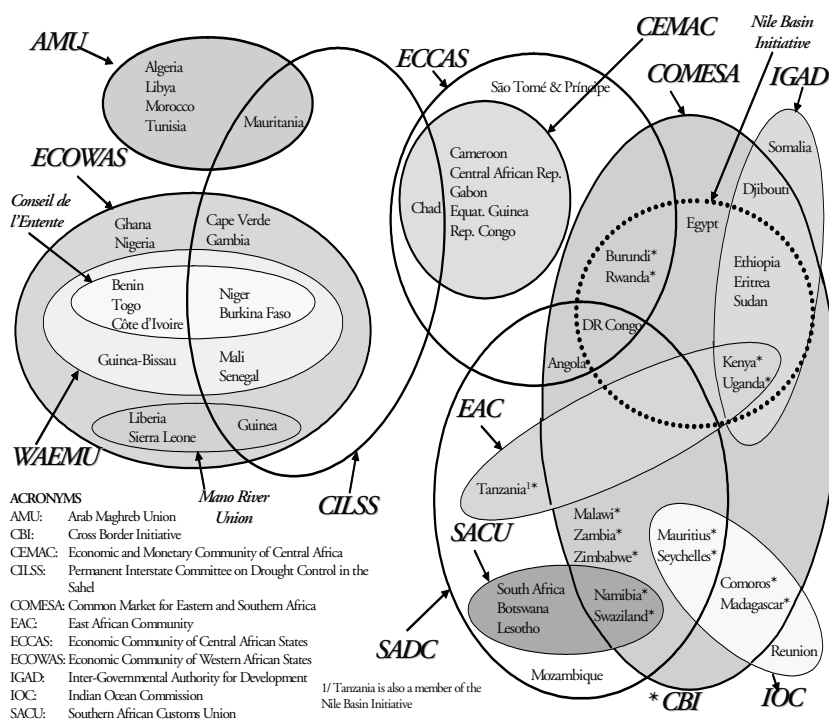 AMU
Algeria
Libya
Morocco
Tunisia
Mauritania
ECCAS
CEMAC
Nile Basin
Initiative
COMESA
IGAD
São Tomé & Príncipe
Cameroon
Central African Rep.
Gabon
Equat. Guinea
Rep. Congo
Chad
Somalia
Djibouti
Egypt
Burundi*
Rwanda*
Ethiopia
Eritrea
Sudan
DR Congo
Angola
Kenya*
Uganda*
ECOWAS
Conseil de
l'Entente
Ghana
Nigeria
Cape Verde
Gambia
Benin
Togo
Côte d'Ivoire
Niger
Burkina Faso
Guinea-Bissau
Mali
Senegal
Liberia
Sierra Leone
Guinea
WAEMU
Mano River
Union
CILSS
EAC
Tanzania1*
SACU
Malawi*
Zambia*
Zimbabwe*
Mauritius*
Seychelles*
Comoros*
Madagascar*
Reunion
South Africa
Botswana
Lesotho
Namibia*
Swaziland*
SADC
Mozambique
* CBI
IOC
1/ Tanzania is also a member of the
Nile Basin Initiative
ACRONYMS
AMU: Arab Maghreb Union
CBI: Cross Border Initiative
CEMAC: Economic and Monetary Community of Central Africa
CILSS: Permanent Interstate Committee on Drought Control in the
Sahel
COMESA: Common Market for Eastern and Southern Africa
EAC: East African Community
ECCAS: Economic Community of Central African States
ECOWAS: Economic Community of Western African States
IGAD: Inter-Governmental Authority for Development
IOC: Indian Ocean Commission
SACU: Southern African Customs Union